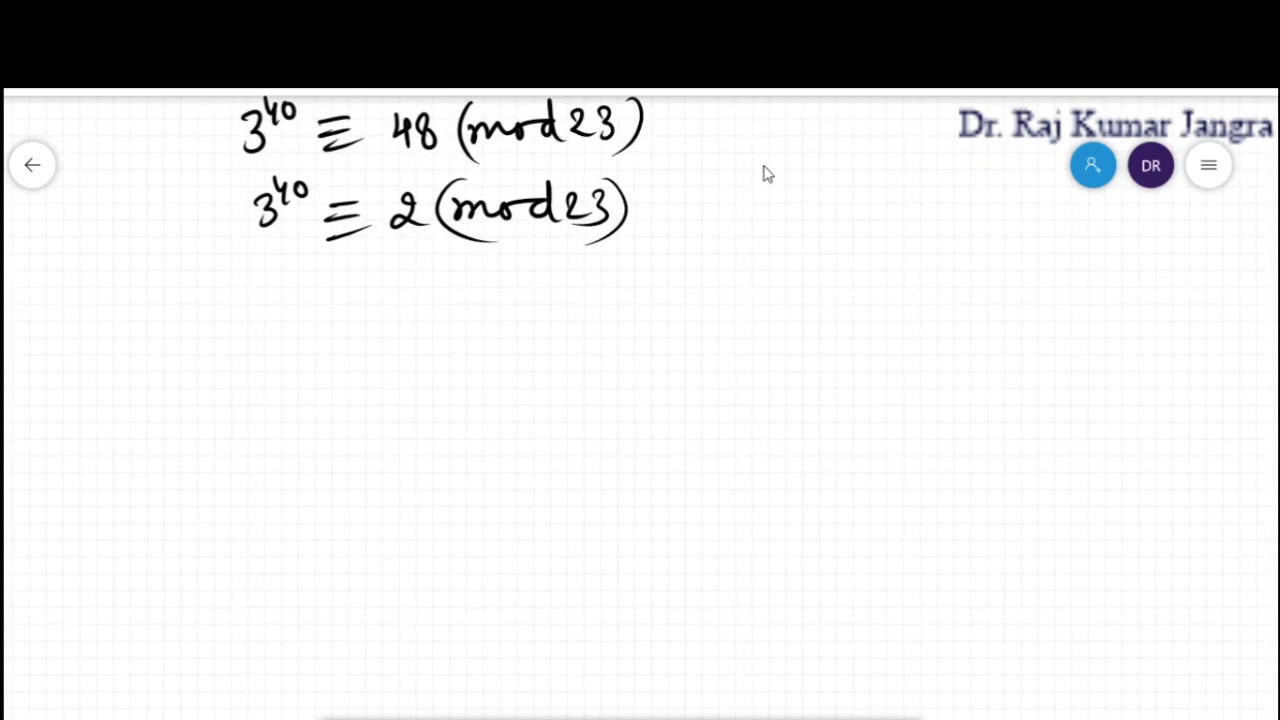 3^40 ≡ 48 (mod 23)
Dr. Raj Kumar Jangra
DR
3^40 ≡ 2 (mod 23)